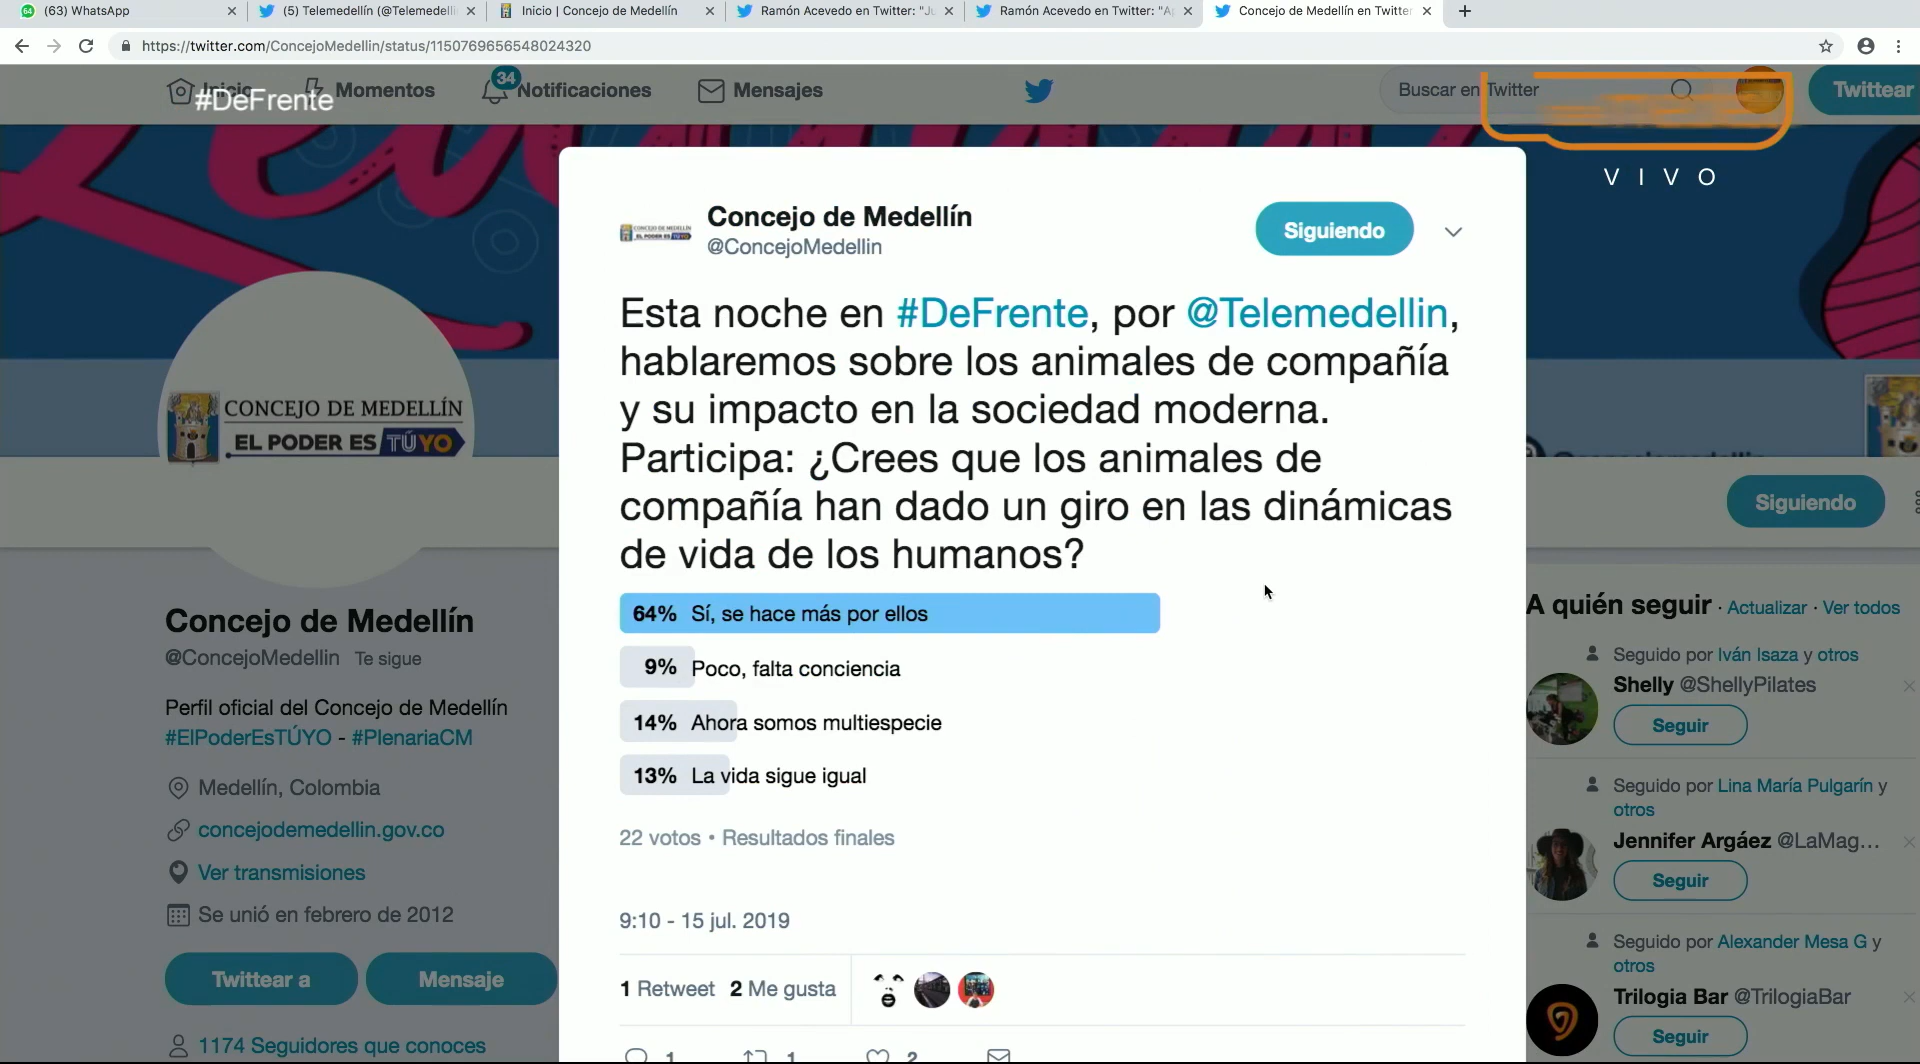 (63) WhatsApp
(5) Telemedellín (@Telemedelli
Inicio | Concejo de Medellín
Ramón Acevedo en Twitter: "Ju
Ramón Acevedo en Twitter: "Ap
Concejo de Medellín en Twitter
https://twitter.com/ConcejoMedellin/status/1150769656548024320
Inicio
#DeFrente
Momentos
34
Notificaciones
Mensajes
Buscar en Twitter
Twittear
VIVO
Concejo de Medellín
@ConcejoMedellin
Siguiendo
Esta noche en #DeFrente, por @Telemedellin,
hablaremos sobre los animales de compañía
y su impacto en la sociedad moderna.
Participa: ¿Crees que los animales de
compañía han dado un giro en las dinámicas
de vida de los humanos?
64% Sí, se hace más por ellos
9% Poco, falta conciencia
14% Ahora somos multiespecie
13% La vida sigue igual
22 votos • Resultados finales
9:10 - 15 jul. 2019
1 Retweet 2 Me gusta
1 1 2
CONCEJO DE MEDELLÍN
EL PODER ES TÚYO
Concejo de Medellín
@ConcejoMedellin Te sigue
Perfil oficial del Concejo de Medellín
#ElPoderEsTÚYO - #PlenariaCM
Medellín, Colombia
concejodemedellin.gov.co
Ver transmisiones
Se unió en febrero de 2012
Twittear a
Mensaje
1174 Seguidores que conoces
Siguiendo
A quién seguir · Actualizar · Ver todos
Seguido por Iván Isaza y otros
Shelly @ShellyPilates
Seguir
Seguido por Lina María Pulgarín y
otros
Jennifer Argáez @LaMag...
Seguir
Seguido por Alexander Mesa G y
otros
Trilogia Bar @TrilogiaBar
Seguir